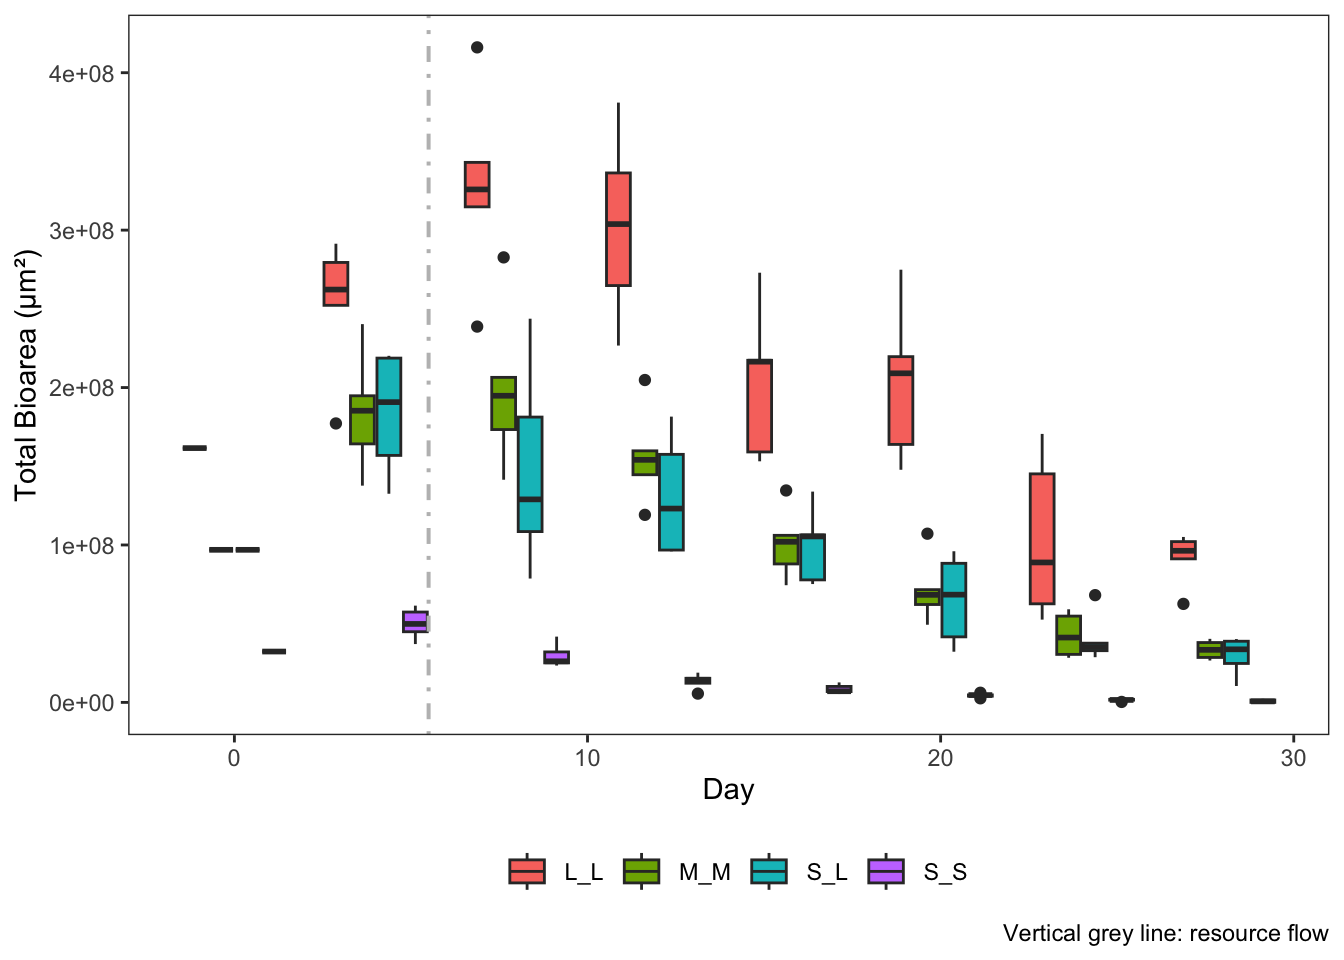 4e+08
3e+08
2e+08
1e+08
0e+00
Total Bioarea (µm²)
0 10 20 30
Day
L_L M_M S_L S_S
Vertical grey line: resource flow